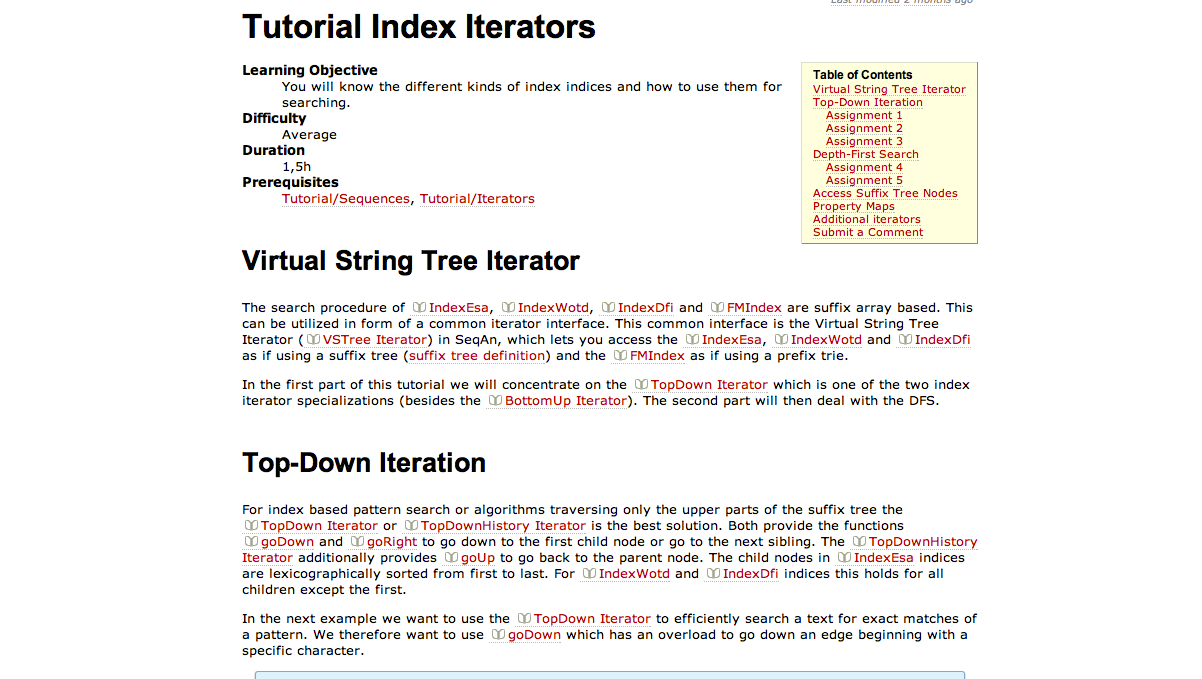 Last modified 2 months ago
Tutorial Index Iterators
Learning Objective
You will know the different kinds of index indices and how to use them for
searching.
Difficulty
Average
Duration
1,5h
Prerequisites
Tutorial/Sequences, Tutorial/Iterators
Table of Contents
Virtual String Tree Iterator
Top-Down Iteration
Assignment 1
Assignment 2
Assignment 3
Depth-First Search
Assignment 4
Assignment 5
Access Suffix Tree Nodes
Property Maps
Additional iterators
Submit a Comment
Virtual String Tree Iterator
The search procedure of IndexEsa, IndexWotd, IndexDfi and FMIndex are suffix array based. This
can be utilized in form of a common iterator interface. This common interface is the Virtual String Tree
Iterator (VSTree Iterator) in SeqAn, which lets you access the IndexEsa, IndexWotd and IndexDfi
as if using a suffix tree (suffix tree definition) and the FMIndex as if using a prefix trie.
In the first part of this tutorial we will concentrate on the TopDown Iterator which is one of the two index
iterator specializations (besides the BottomUp Iterator). The second part will then deal with the DFS.
Top-Down Iteration
For index based pattern search or algorithms traversing only the upper parts of the suffix tree the
TopDown Iterator or TopDownHistory Iterator is the best solution. Both provide the functions
goDown and goRight to go down to the first child node or go to the next sibling. The TopDownHistory
Iterator additionally provides goUp to go back to the parent node. The child nodes in IndexEsa indices
are lexicographically sorted from first to last. For IndexWotd and IndexDfi indices this holds for all
children except the first.
In the next example we want to use the TopDown Iterator to efficiently search a text for exact matches of
a pattern. We therefore want to use goDown which has an overload to go down an edge beginning with a
specific character.